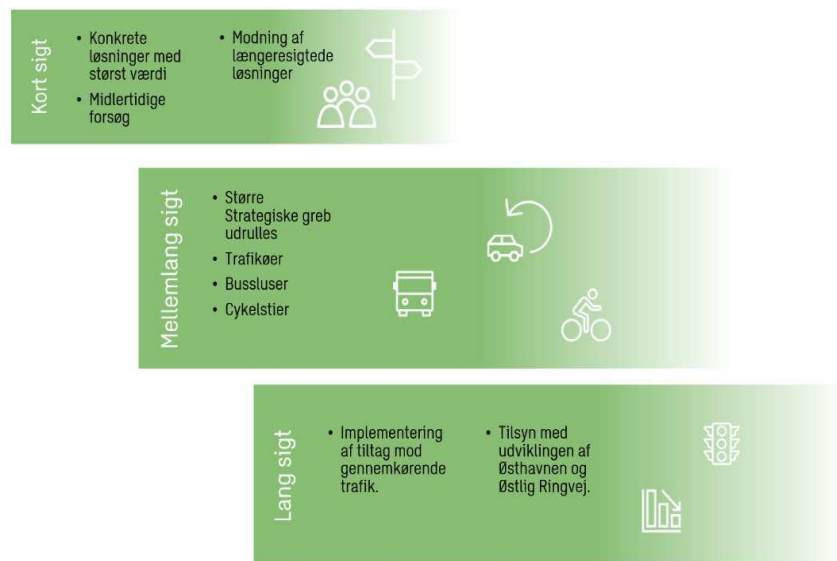 Kort sigt
• Konkrete
løsninger med
størst værdi
• Midlertidige
forsøg
• Modning af
længeresigtede
løsninger
Mellemlang sigt
• Større
Strategiske greb
udrulles
• Trafikøer
• Bussluser
• Cykelstier
Lang sigt
• Implementering
af tiltag mod
gennemkørende
trafik.
• Tilsyn med
udviklingen af
Østhavnen og
Østlig Ringvej.